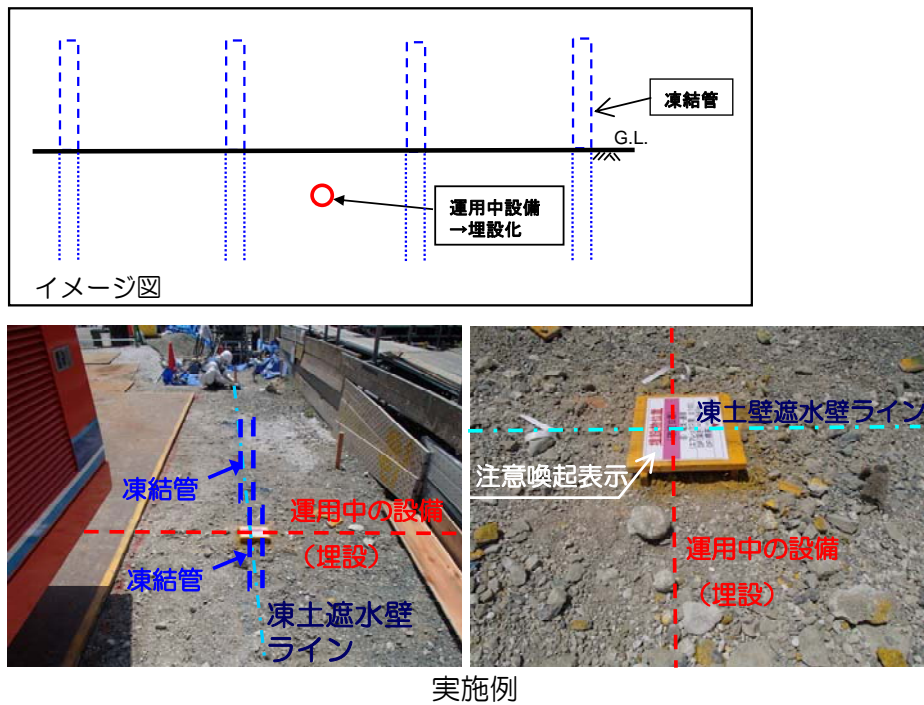 凍結管
G.L.
運用中設備
→埋設化
イメージ図
凍結管
運用中の設備
（埋設）
凍結管
凍土遮水壁
ライン
凍土壁遮水壁ライン
注意喚起表示
運用中の設備
（埋設）
実施例